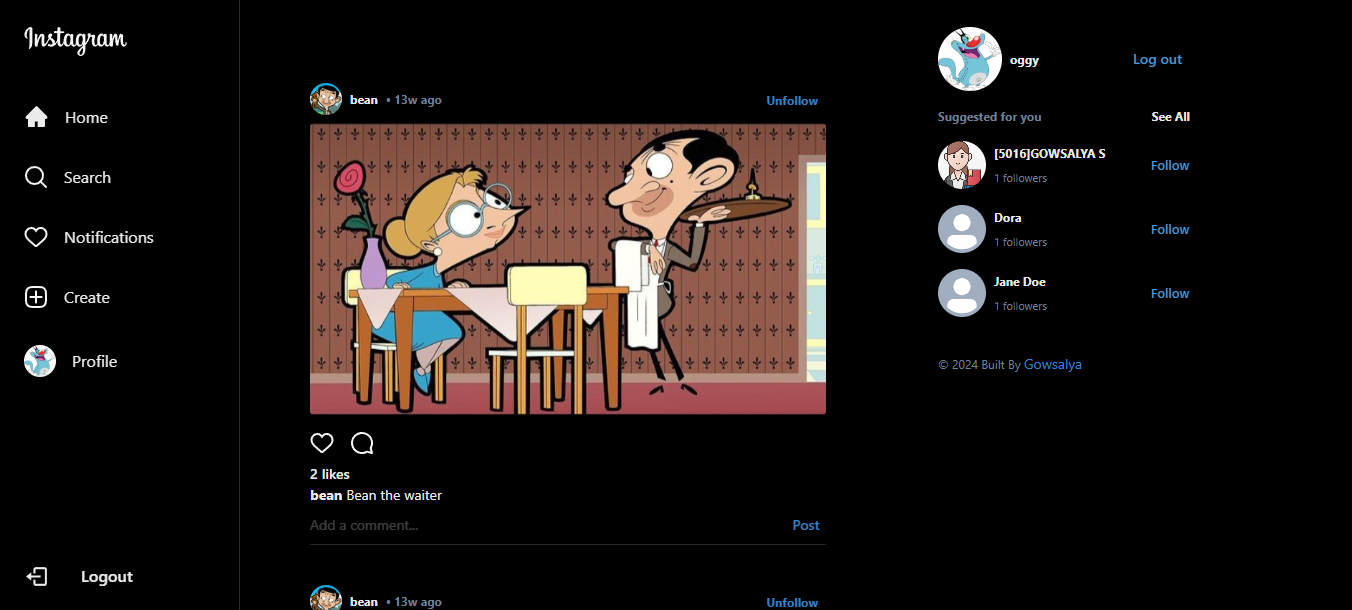 Instagram
Home
Search
Notifications
Create
Profile
Logout
bean • 13w ago Unfollow
2 likes
bean Bean the waiter
Add a comment... Post
bean • 13w ago Unfollow
oggy Log out
Suggested for you See All
[5016]GOWSALYA S
1 followers
Follow
Dora
1 followers
Follow
Jane Doe
1 followers
Follow
© 2024 Built By Gowsalya